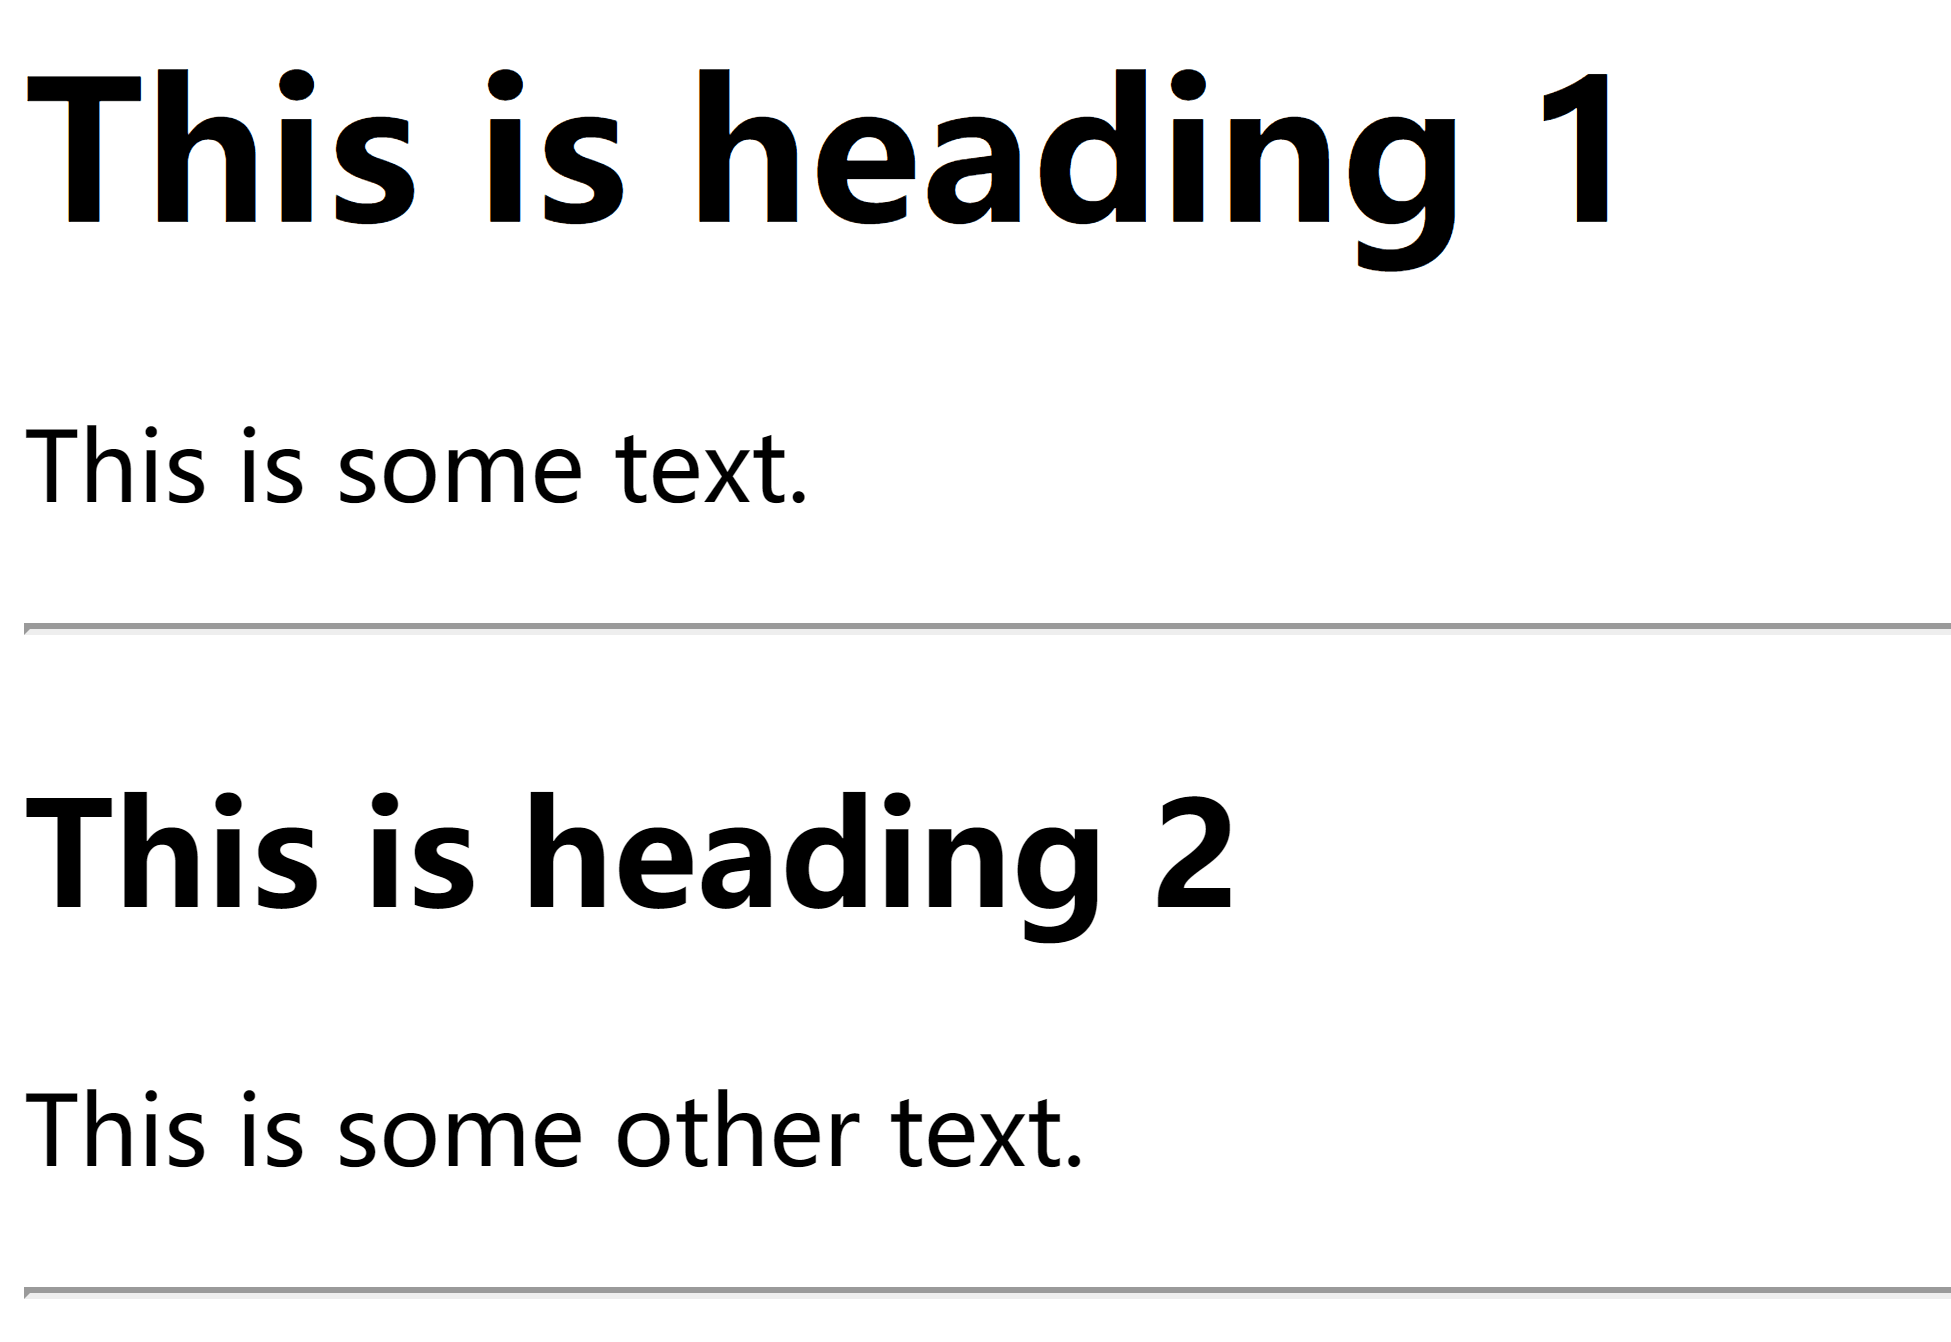 This is heading 1
This is some text.
This is heading 2
This is some other text.